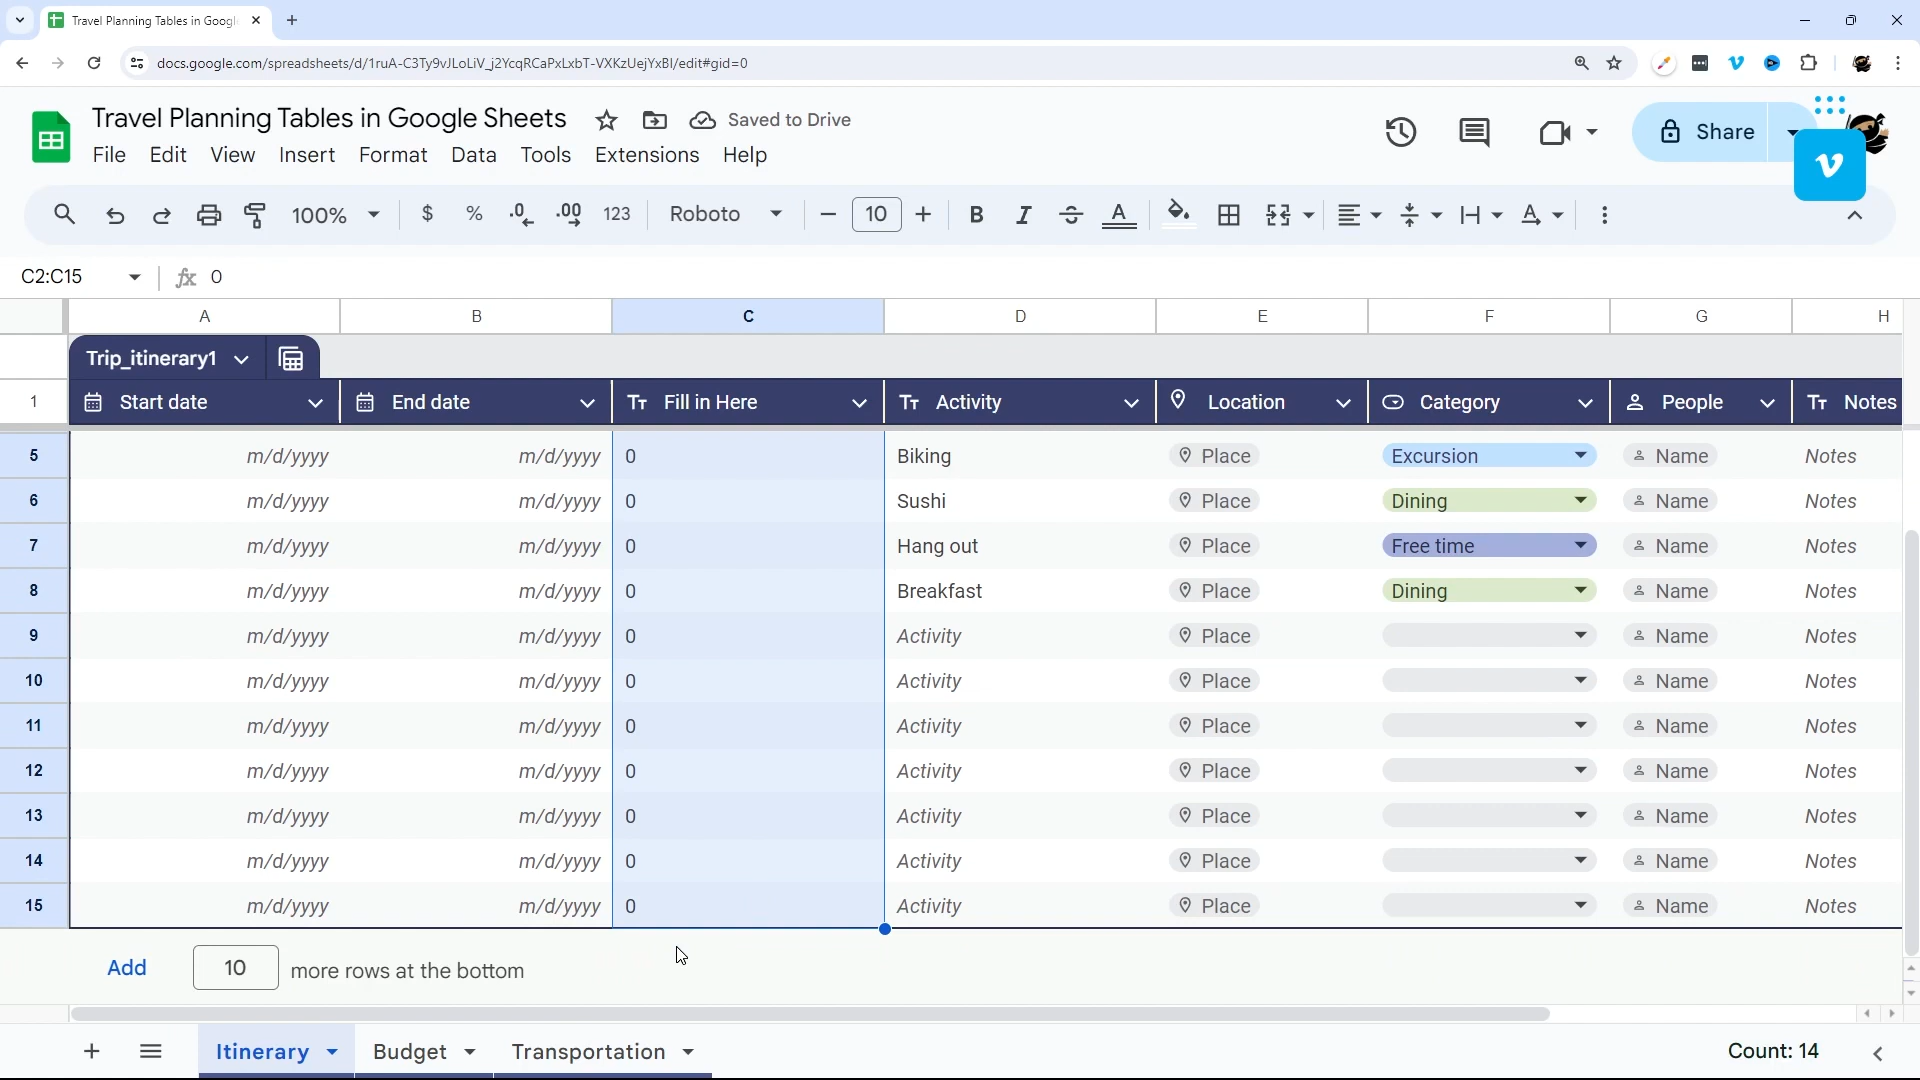 Travel Planning Tables in Googl
docs.google.com/spreadsheets/d/1ruA-C3Ty9vJLoLiV_j2YcqRCaPxLxbT-VXKzUejYxBI/edit#gid=0
Travel Planning Tables in Google Sheets Saved to Drive
File Edit View Insert Format Data Tools Extensions Help
Share
100% $ % .0 .00 123 Roboto 10 B I A
C2:C15 fx 0
A B C D E F G H
Trip_itinerary1
1 Start date End date Tт Fill in Here Tт Activity Location Category People Tт Notes
5 m/d/yyyy m/d/yyyy 0 Biking Place Excursion Name Notes
6 m/d/yyyy m/d/yyyy 0 Sushi Place Dining Name Notes
7 m/d/yyyy m/d/yyyy 0 Hang out Place Free time Name Notes
8 m/d/yyyy m/d/yyyy 0 Breakfast Place Dining Name Notes
9 m/d/yyyy m/d/yyyy 0 Activity Place Name Notes
10 m/d/yyyy m/d/yyyy 0 Activity Place Name Notes
11 m/d/yyyy m/d/yyyy 0 Activity Place Name Notes
12 m/d/yyyy m/d/yyyy 0 Activity Place Name Notes
13 m/d/yyyy m/d/yyyy 0 Activity Place Name Notes
14 m/d/yyyy m/d/yyyy 0 Activity Place Name Notes
15 m/d/yyyy m/d/yyyy 0 Activity Place Name Notes
Add 10 more rows at the bottom
Itinerary Budget Transportation Count: 14